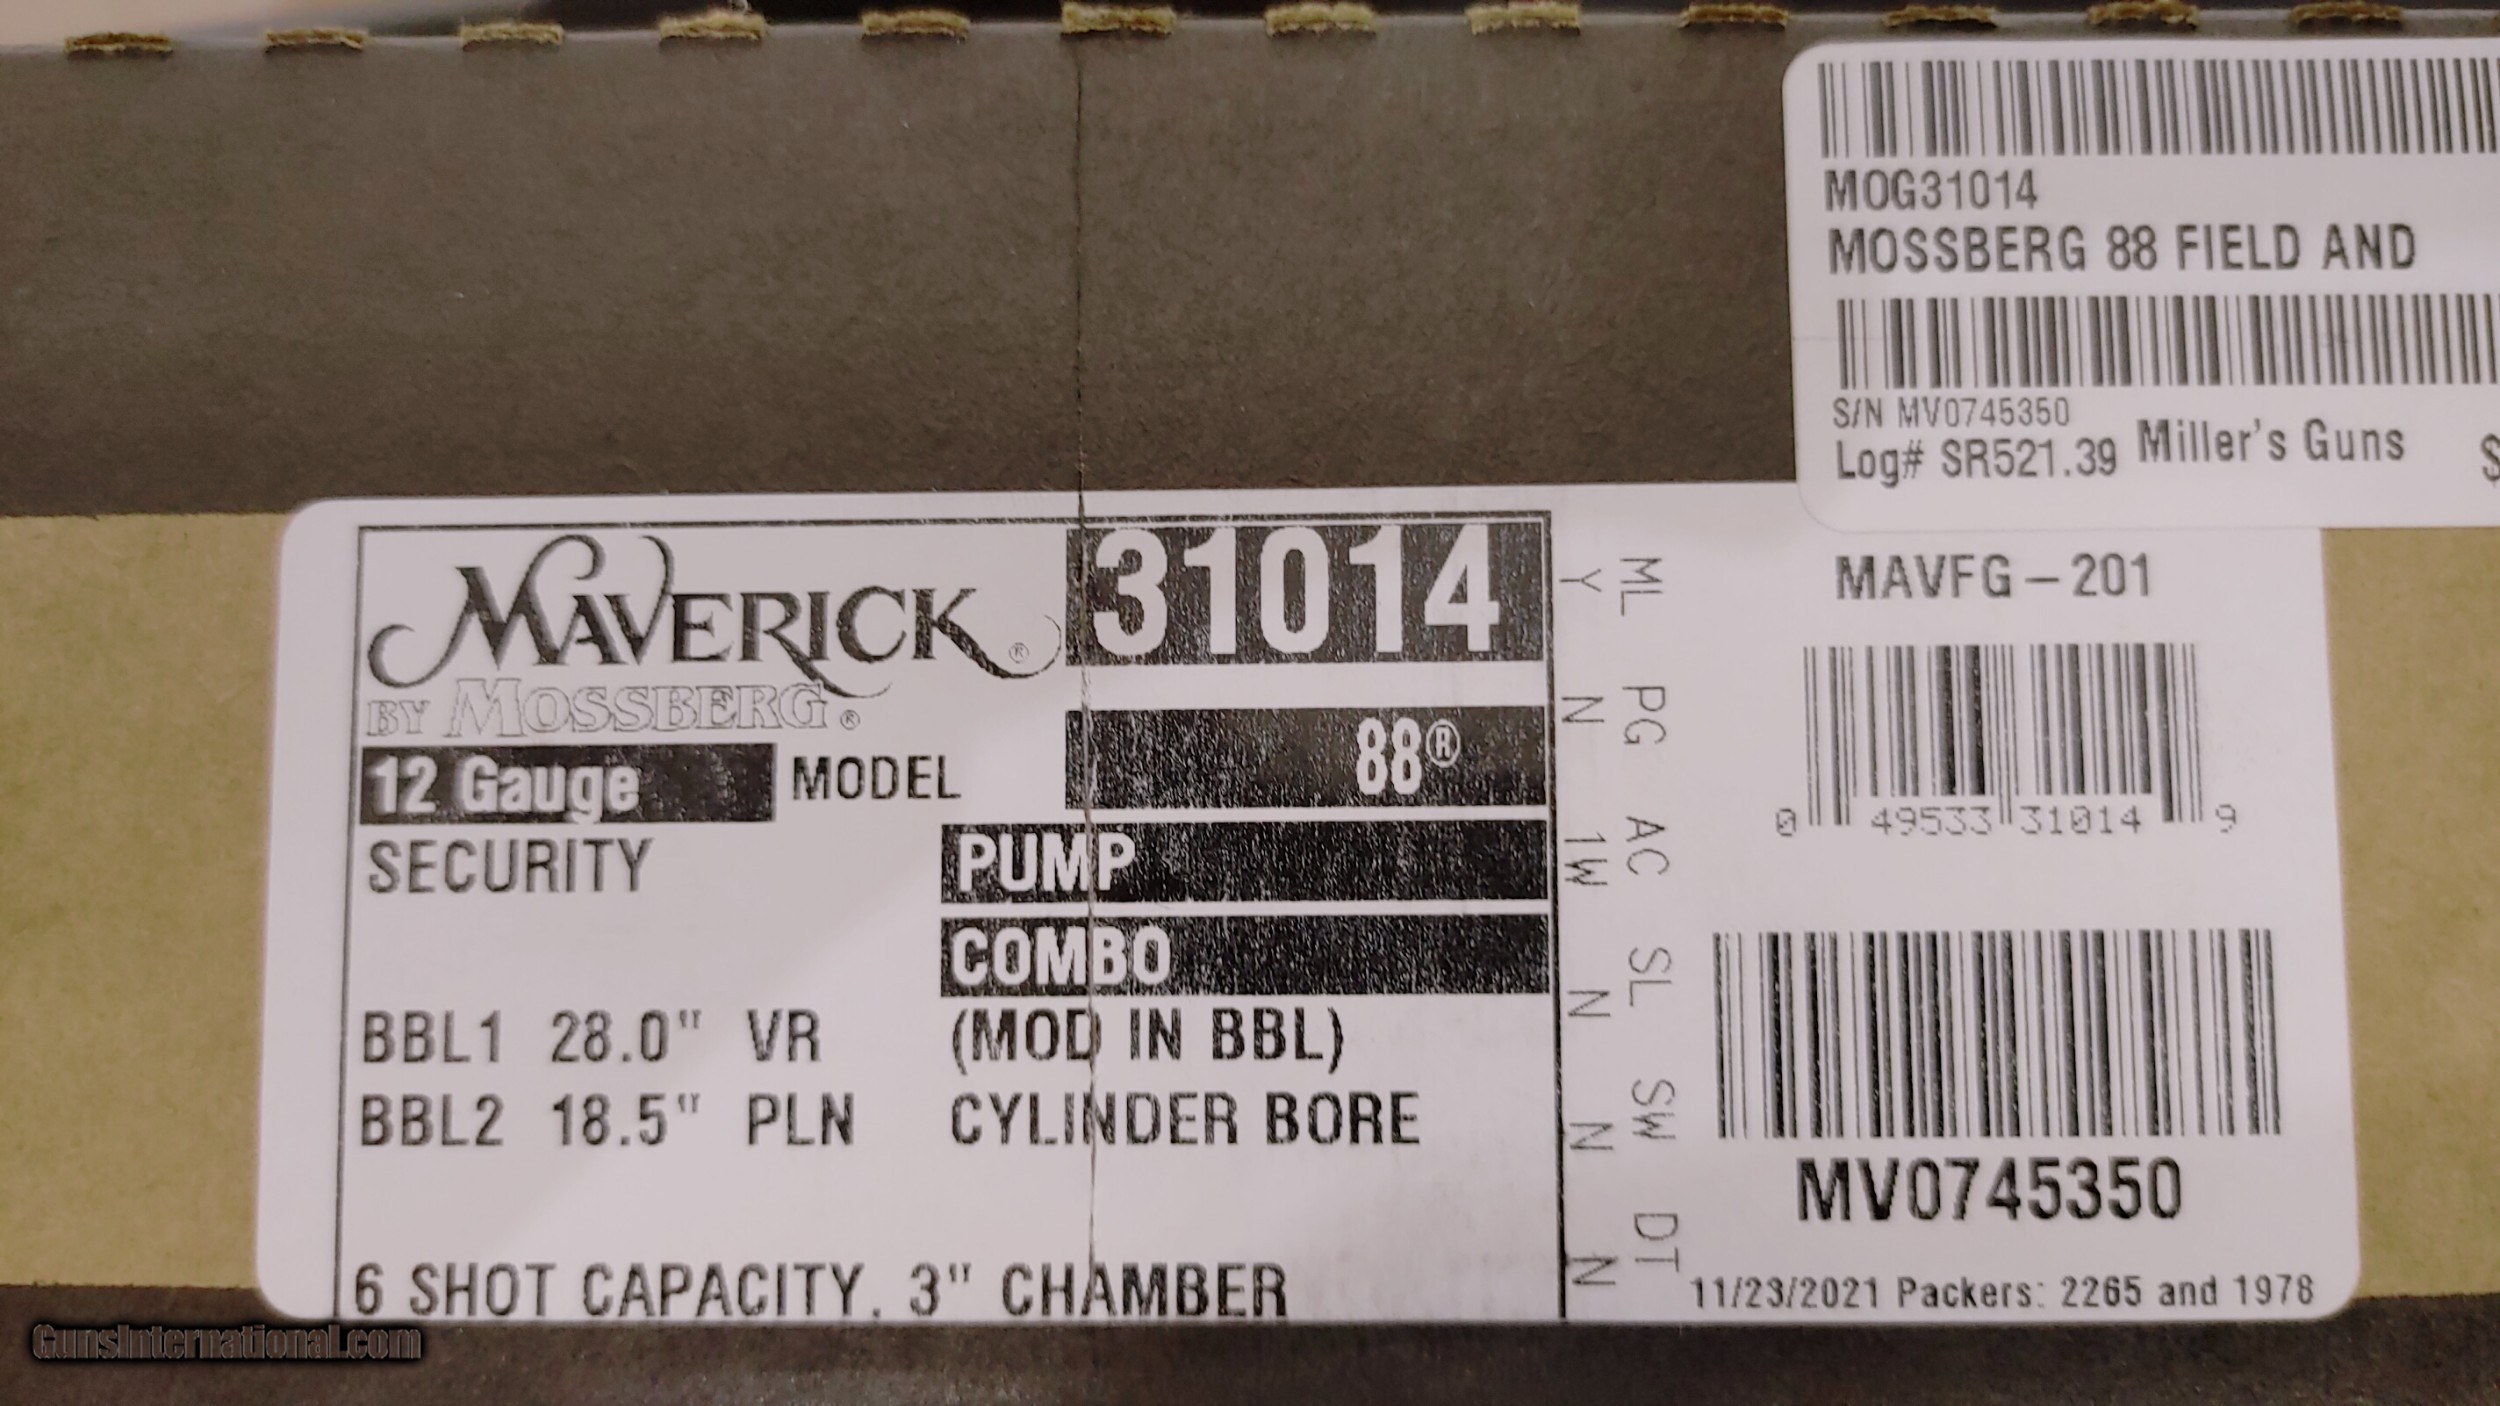 MOG31014
MOSSBERG 88 FIELD AND
S/N MV0745350
Log# SR521.39 Miller's Guns $
MAVERICK® 31014
BY MOSSBERG®
12 Gauge MODEL 88®
SECURITY PUMP
COMBO
BBL1 28.0" VR (MOD IN BBL)
BBL2 18.5" PLN CYLINDER BORE
6 SHOT CAPACITY, 3" CHAMBER
ML PG AC SL SW DT
Y N 1W N N N
MAVFG-201
0 49533 31014 9
MV0745350
11/23/2021 Packers: 2265 and 1978
GunsInternational.com